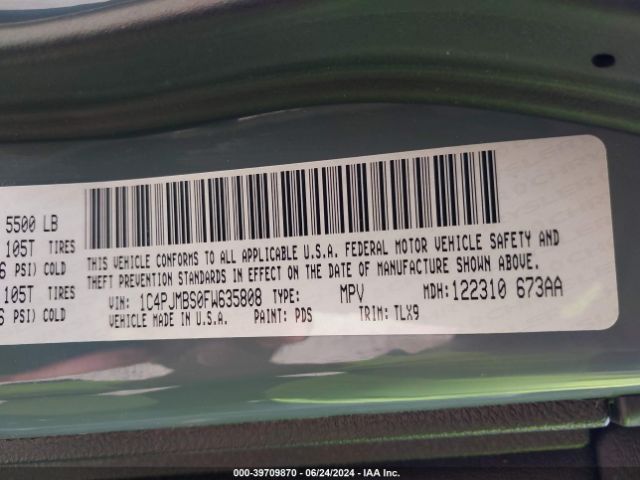 5500 LB
105T TIRES
PSI) COLD
105T TIRES
PSI) COLD
THIS VEHICLE CONFORMS TO ALL APPLICABLE U.S.A. FEDERAL MOTOR VEHICLE SAFETY AND
THEFT PREVENTION STANDARDS IN EFFECT ON THE DATE OF MANUFACTURE SHOWN ABOVE.
VIN: 1C4PJMBS0FW635808 TYPE: MPV MDH:122310 673AA
VEHICLE MADE IN U.S.A. PAINT: PDS TRIM: TLX9
000-39709870 - 06/24/2024 - IAA Inc.